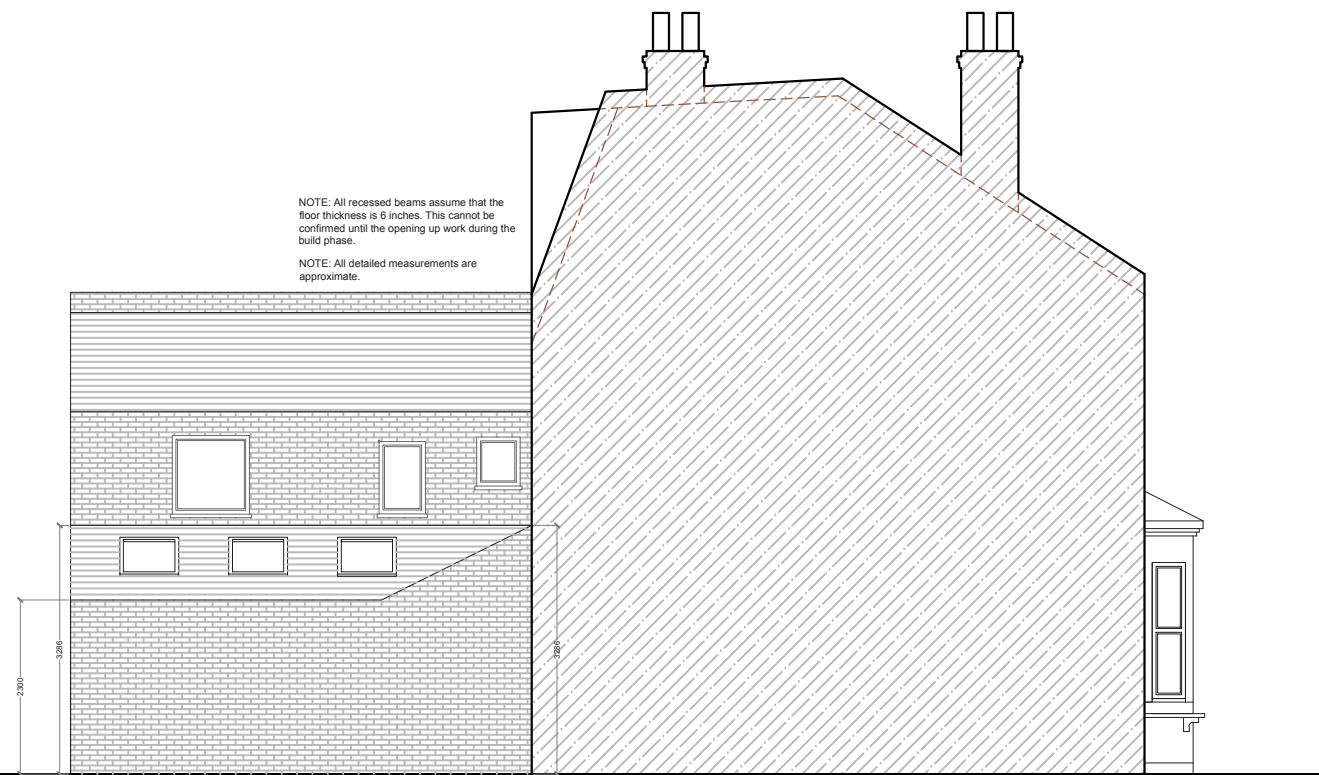 NOTE: All recessed beams assume that the
floor thickness is 6 inches. This cannot be
confirmed until the opening up work during the
build phase.
NOTE: All detailed measurements are
approximate.
2300
3286
3286